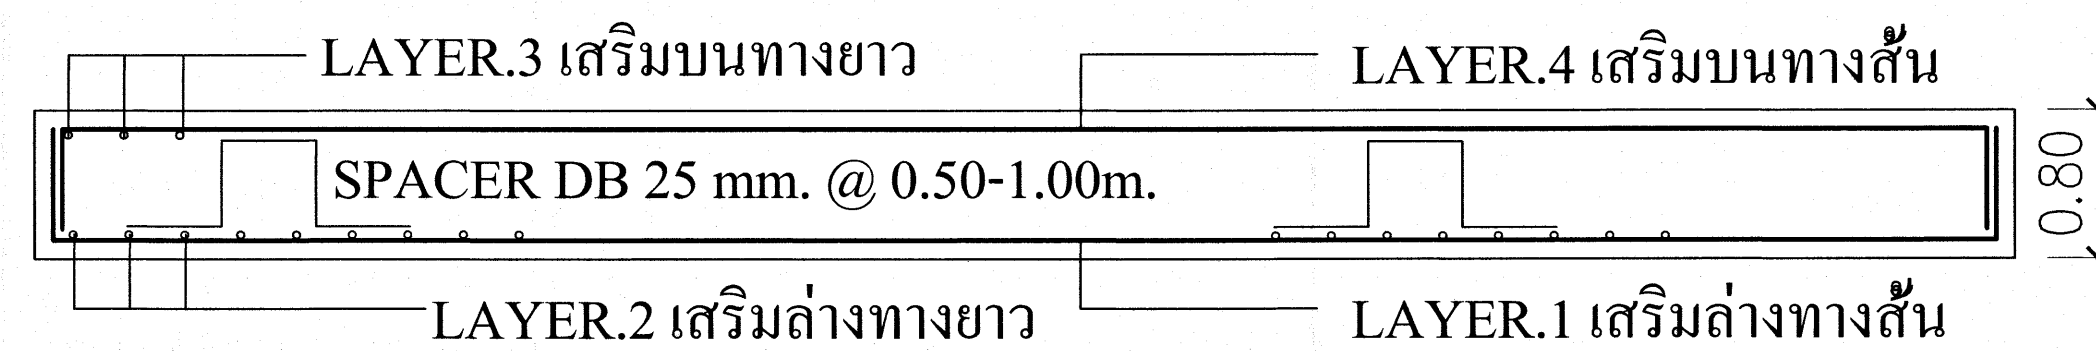 LAYER.3 เสริมบนทางยาว
LAYER.4 เสริมบนทางสั้น
SPACER DB 25 mm. @ 0.50-1.00m.
0.80
LAYER.2 เสริมล่างทางยาว
LAYER.1 เสริมล่างทางสั้น